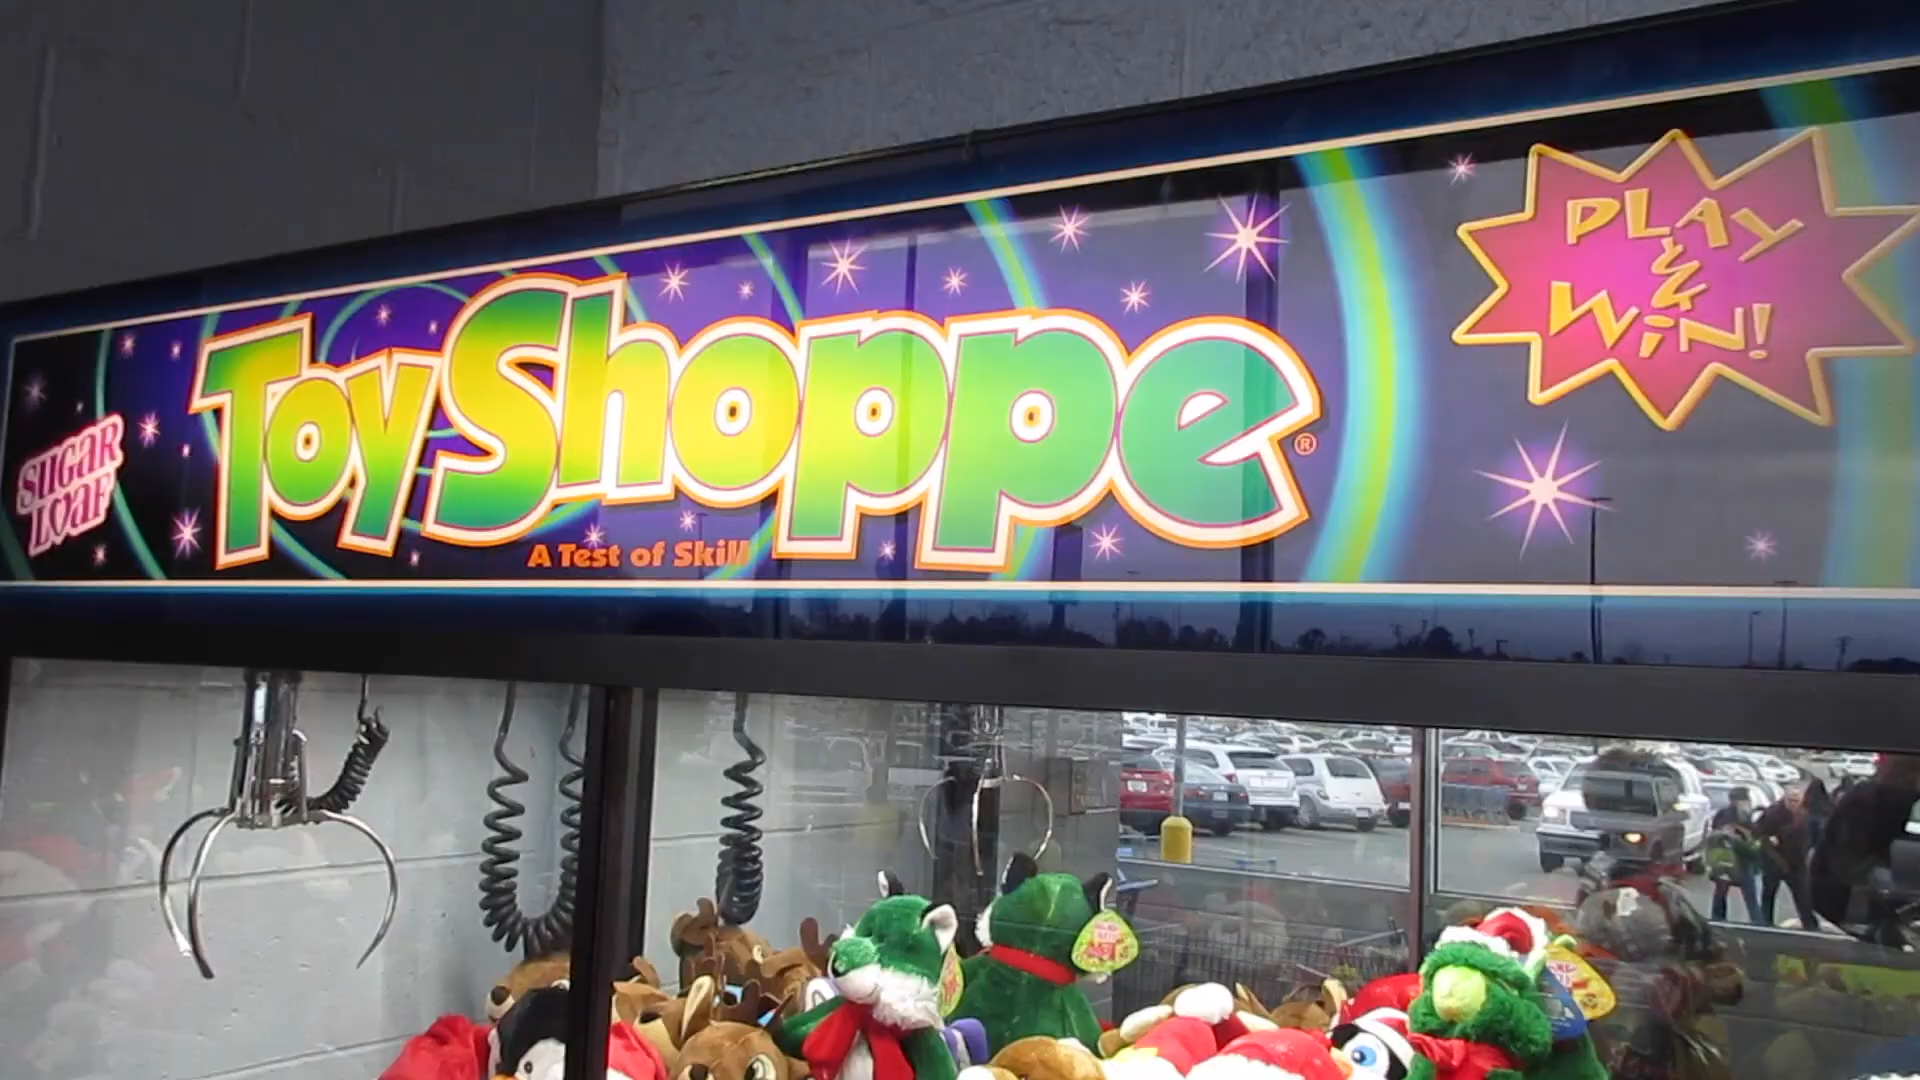 SUGAR
LOAF
ToyShoppe®
A Test of Skill
PLAY
&
WiN!